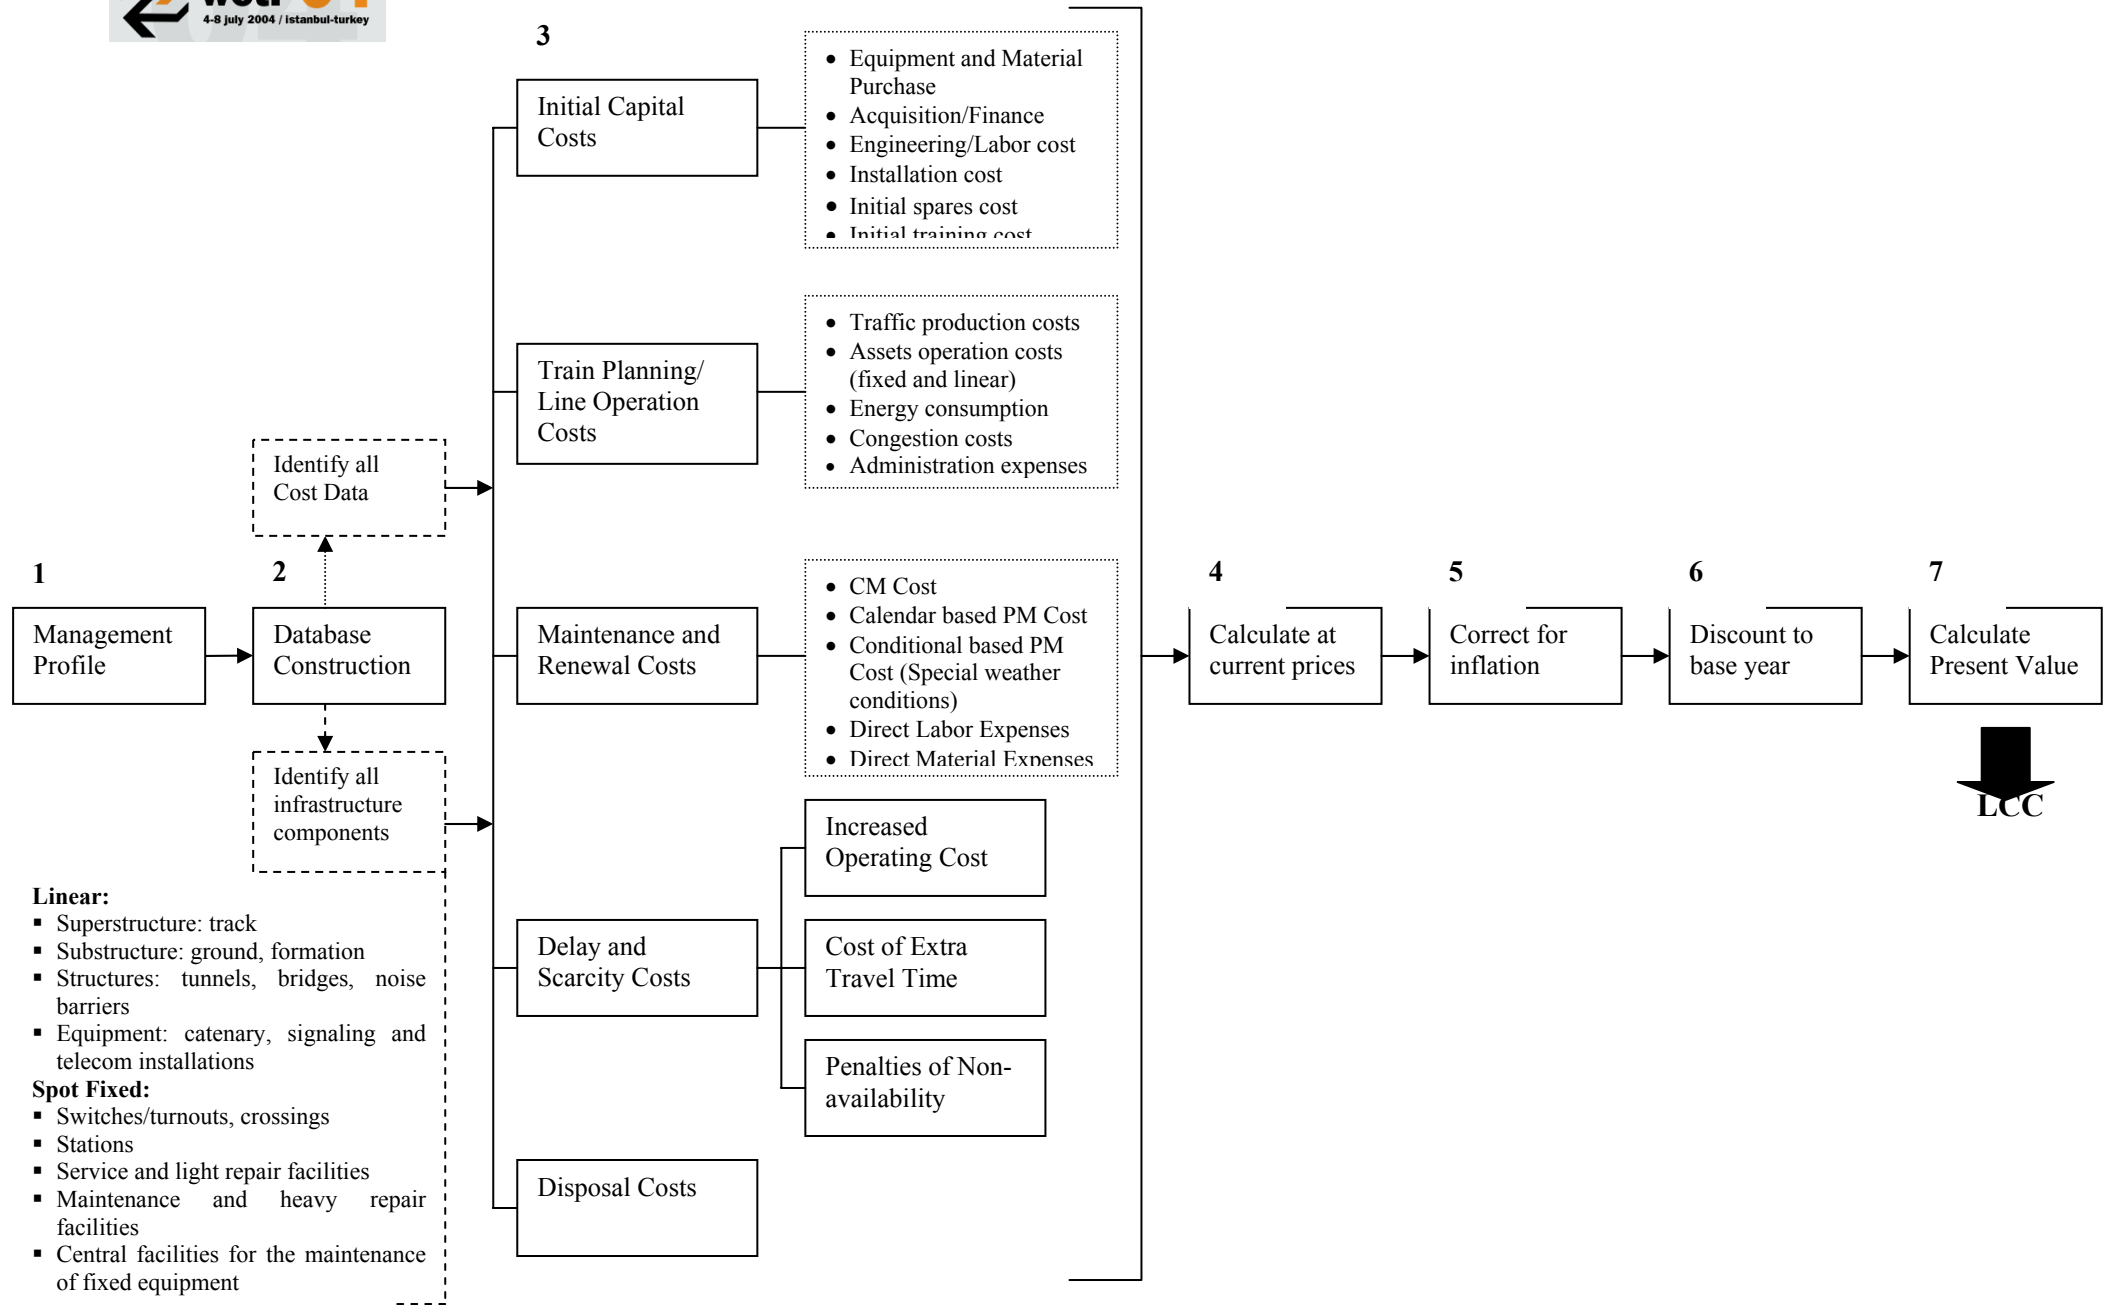 4-8 july 2004 / istanbul-turkey
3
Initial Capital
Costs
• Equipment and Material
Purchase
• Acquisition/Finance
• Engineering/Labor cost
• Installation cost
• Initial spares cost
• Initial training cost
Train Planning/
Line Operation
Costs
• Traffic production costs
• Assets operation costs
(fixed and linear)
• Energy consumption
• Congestion costs
• Administration expenses
Identify all
Cost Data
1
Management
Profile
2
Database
Construction
Maintenance and
Renewal Costs
• CM Cost
• Calendar based PM Cost
• Conditional based PM
Cost (Special weather
conditions)
• Direct Labor Expenses
• Direct Material Expenses
4
Calculate at
current prices
5
Correct for
inflation
6
Discount to
base year
7
Calculate
Present Value
LCC
Identify all
infrastructure
components
Increased
Operating Cost
Delay and
Scarcity Costs
Cost of Extra
Travel Time
Penalties of Non-
availability
Disposal Costs
Linear:
▪ Superstructure: track
▪ Substructure: ground, formation
▪ Structures: tunnels, bridges, noise
barriers
▪ Equipment: catenary, signaling and
telecom installations
Spot Fixed:
▪ Switches/turnouts, crossings
▪ Stations
▪ Service and light repair facilities
▪ Maintenance and heavy repair
facilities
▪ Central facilities for the maintenance
of fixed equipment